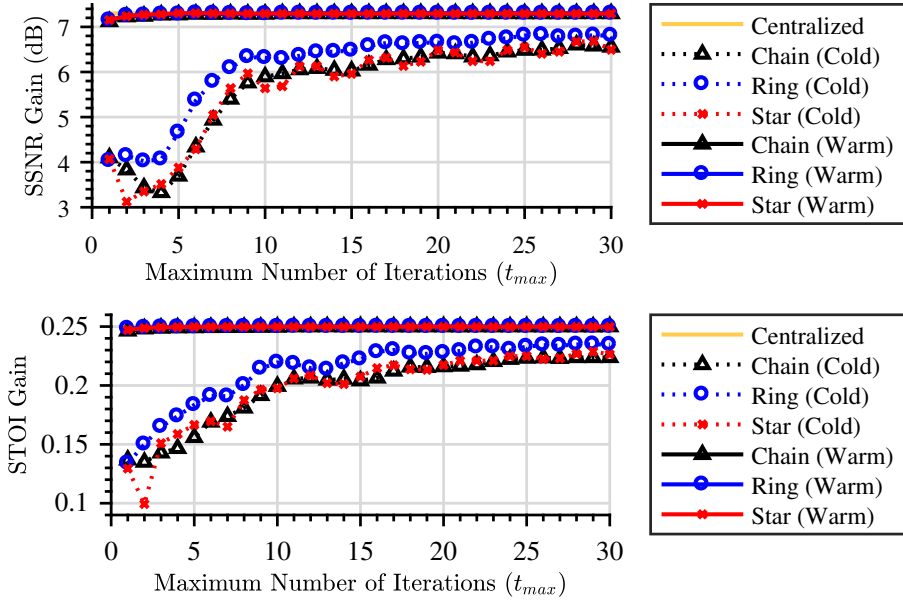 7
6
5
4
3
SSNR Gain (dB)
0 5 10 15 20 25 30
Maximum Number of Iterations (t_max)
Centralized
Chain (Cold)
Ring (Cold)
Star (Cold)
Chain (Warm)
Ring (Warm)
Star (Warm)
0.25
0.2
0.15
0.1
STOI Gain
0 5 10 15 20 25 30
Maximum Number of Iterations (t_max)
Centralized
Chain (Cold)
Ring (Cold)
Star (Cold)
Chain (Warm)
Ring (Warm)
Star (Warm)